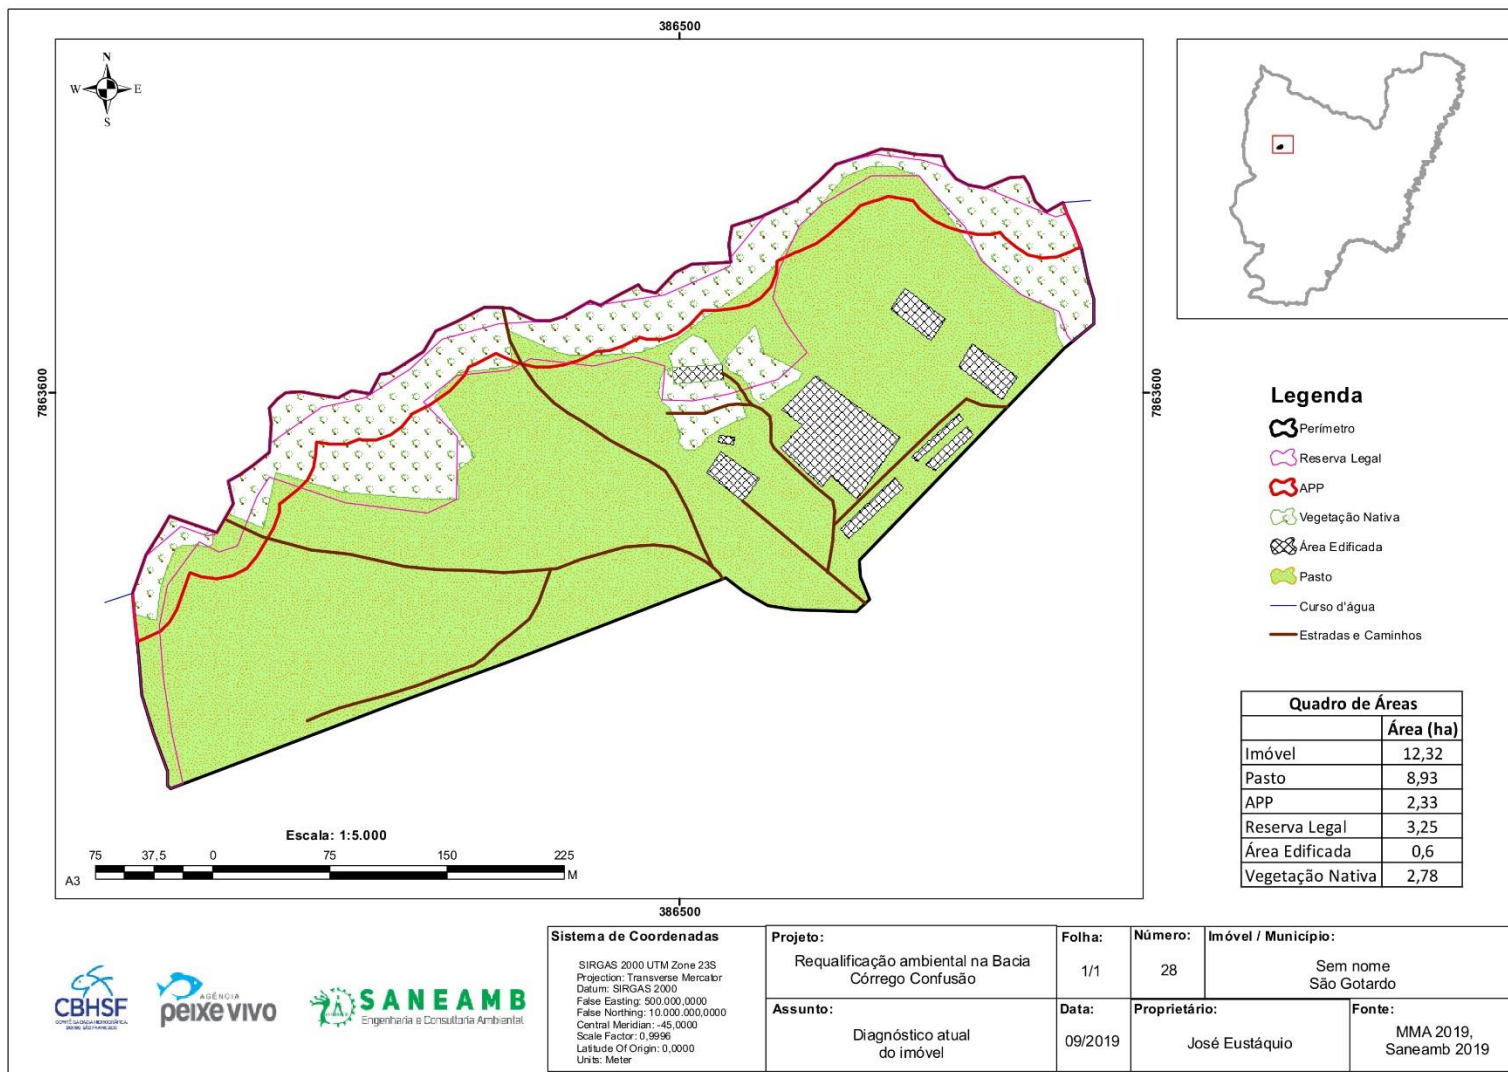 386500
N
W E
S
7863600
7863600
Escala: 1:5.000
75 37,5 0 75 150 225
M
A3
386500
Legenda
Perímetro
Reserva Legal
APP
Vegetação Nativa
Área Edificada
Pasto
Curso d'água
Estradas e Caminhos
Quadro de Áreas
Área (ha)
Imóvel 12,32
Pasto 8,93
APP 2,33
Reserva Legal 3,25
Área Edificada 0,6
Vegetação Nativa 2,78
CBHSF
AGÊNCIA
peixe vivo
SANEAMB
Engenharia e Consultoria Ambiental
Sistema de Coordenadas
SIRGAS 2000 UTM Zone 23S
Projection: Transverse Mercator
Datum: SIRGAS 2000
False Easting: 500.000,0000
False Northing: 10.000.000,0000
Central Meridian: -45,0000
Scale Factor: 0,9996
Latitude Of Origin: 0,0000
Units: Meter
Projeto:
Requalificação ambiental na Bacia
Córrego Confusão
Assunto:
Diagnóstico atual
do imóvel
Folha:
1/1
Número:
28
Imóvel / Município:
Sem nome
São Gotardo
Data:
09/2019
Proprietário:
José Eustáquio
Fonte:
MMA 2019,
Saneamb 2019